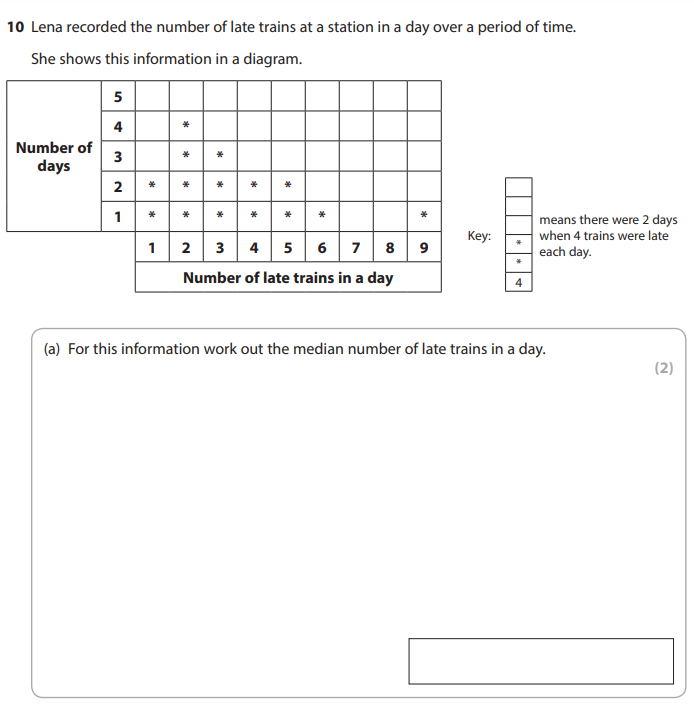 10 Lena recorded the number of late trains at a station in a day over a period of time.
She shows this information in a diagram.
5
4 *
Number of days
3 * *
2 * * * * *
1 * * * * * * *
1 2 3 4 5 6 7 8 9
Number of late trains in a day
Key:
*
*
4
means there were 2 days
when 4 trains were late
each day.
(a) For this information work out the median number of late trains in a day.
(2)